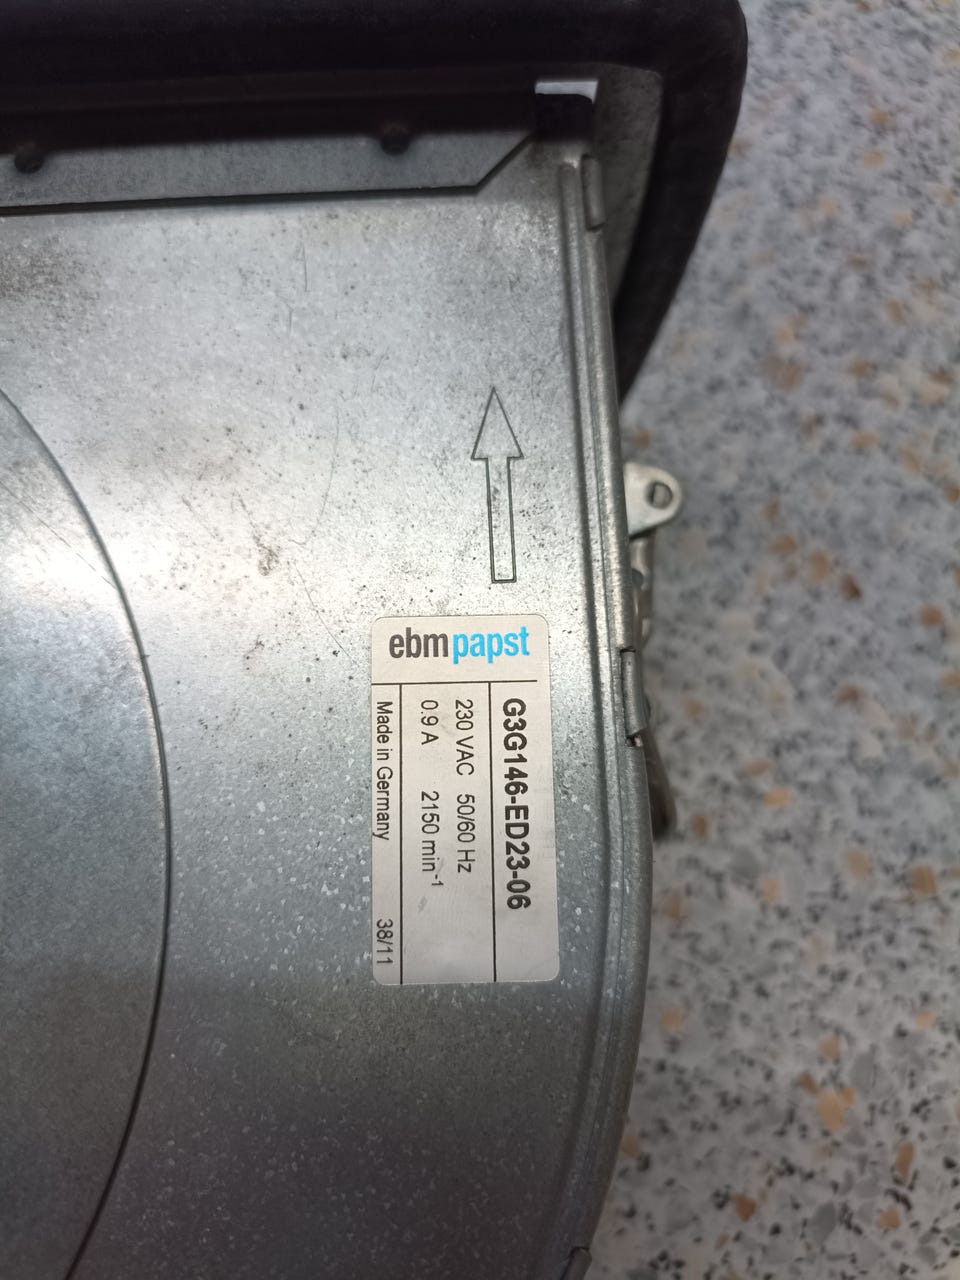 ebmpapst
G3G146-ED23-06
230 VAC 50/60 Hz
0.9 A 2150 min⁻¹
Made in Germany 38/11